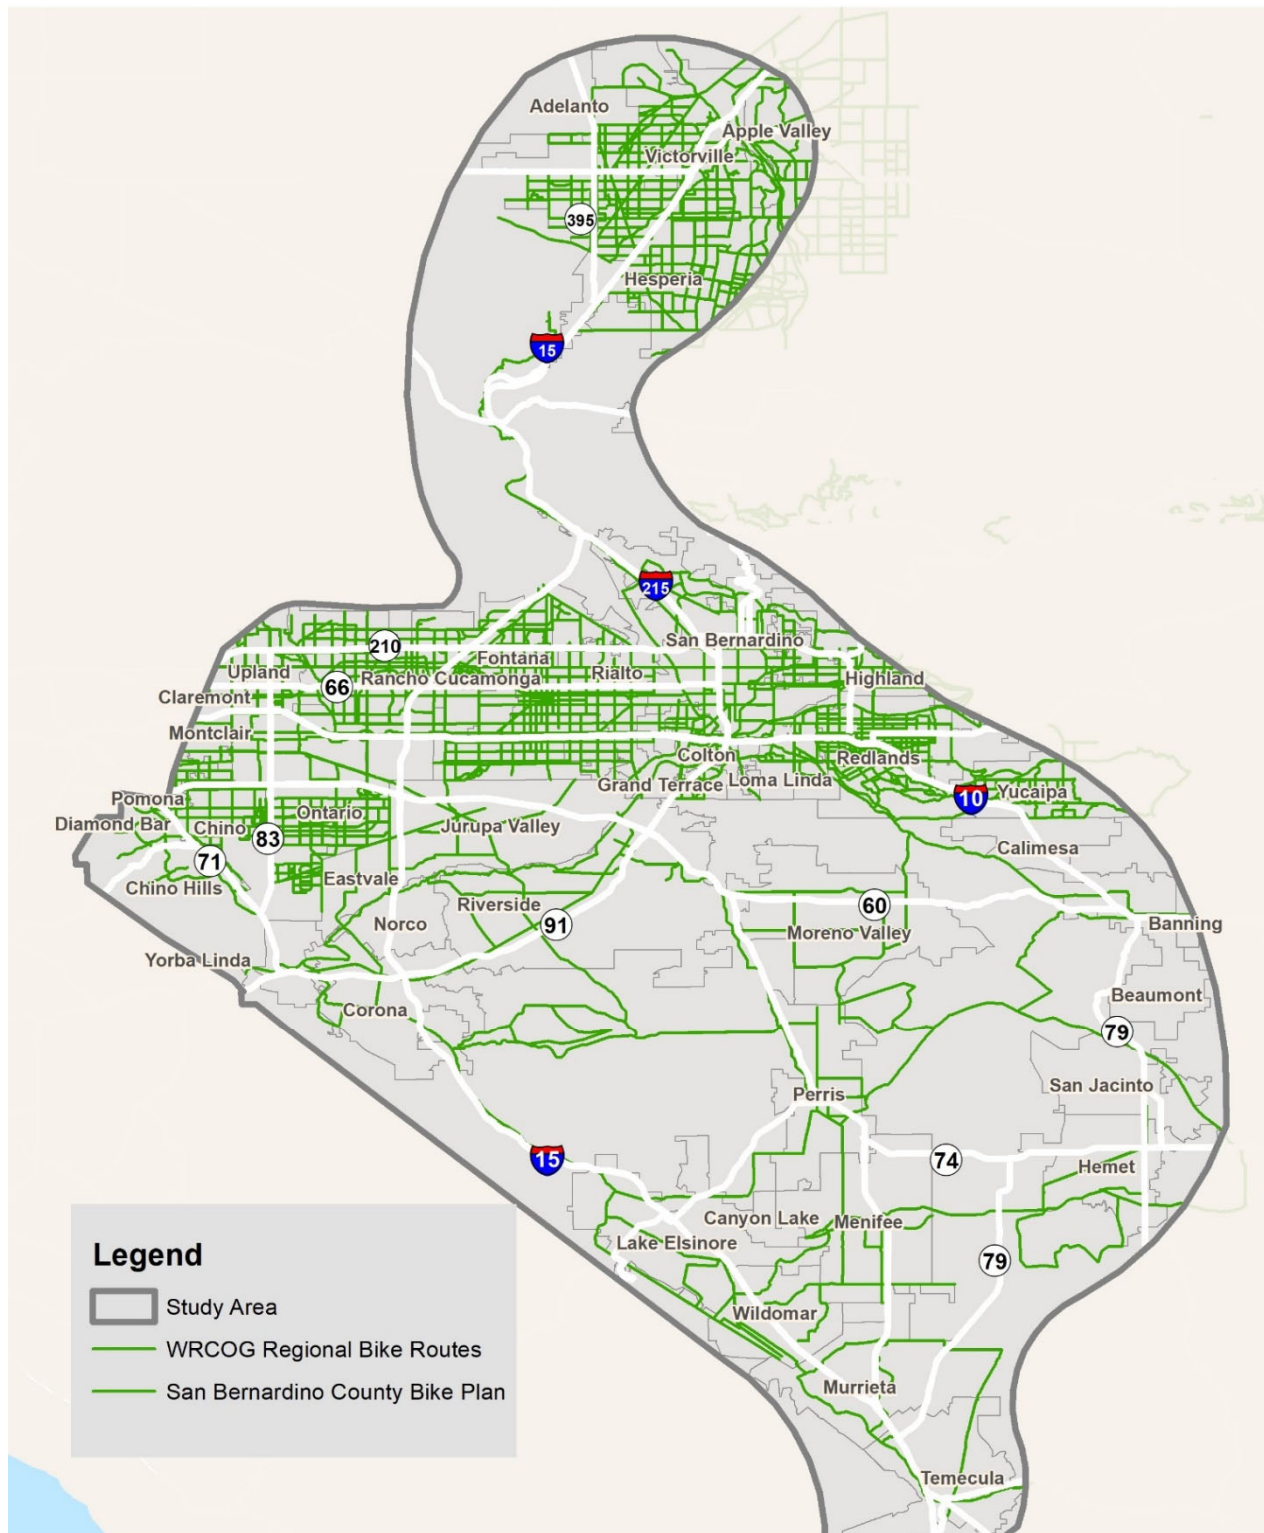 Adelanto
Apple Valley
Victorville
395
Hesperia
15
215
San Bernardino
210
Fontana
Upland
Rancho Cucamonga
Rialto
Highland
66
Claremont
Montclair
Colton
Redlands
Grand Terrace
Loma Linda
10
Yucaipa
Pomona
Ontario
Diamond Bar
Chino
83
Jurupa Valley
Calimesa
71
Chino Hills
Eastvale
Riverside
60
Norco
91
Moreno Valley
Banning
Yorba Linda
Corona
Beaumont
79
San Jacinto
Perris
15
74
Hemet
Canyon Lake
Menifee
Lake Elsinore
79
Wildomar
Murrieta
Temecula
Legend
Study Area
WRCOG Regional Bike Routes
San Bernardino County Bike Plan